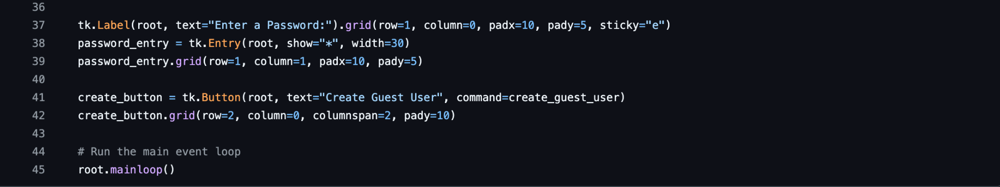 36
37 tk.Label(root, text="Enter a Password:").grid(row=1, column=0, padx=10, pady=5, sticky="e")
38 password_entry = tk.Entry(root, show="*", width=30)
39 password_entry.grid(row=1, column=1, padx=10, pady=5)
40
41 create_button = tk.Button(root, text="Create Guest User", command=create_guest_user)
42 create_button.grid(row=2, column=0, columnspan=2, pady=10)
43
44 # Run the main event loop
45 root.mainloop()